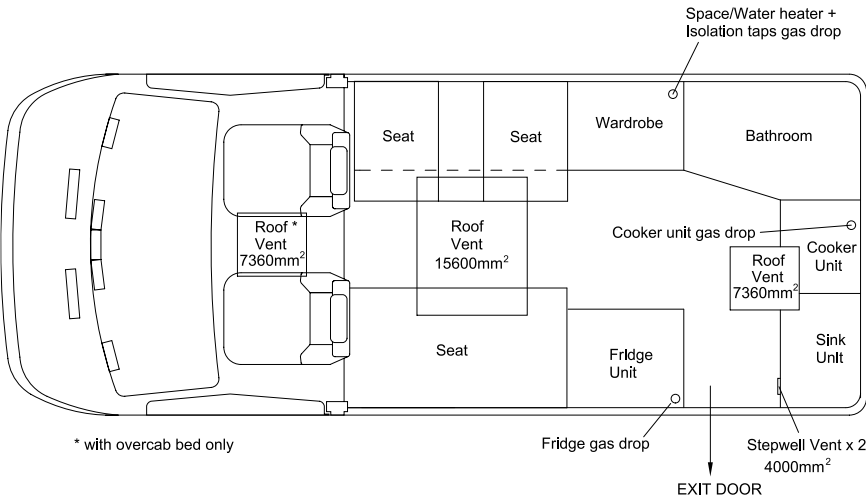 Space/Water heater +
Isolation taps gas drop
Seat
Seat
Wardrobe
Bathroom
Roof *
Vent
7360mm²
Roof
Vent
15600mm²
Cooker unit gas drop
Cooker
Unit
Roof
Vent
7360mm²
Seat
Fridge
Unit
Sink
Unit
* with overcab bed only
Fridge gas drop
Stepwell Vent x 2
4000mm²
EXIT DOOR